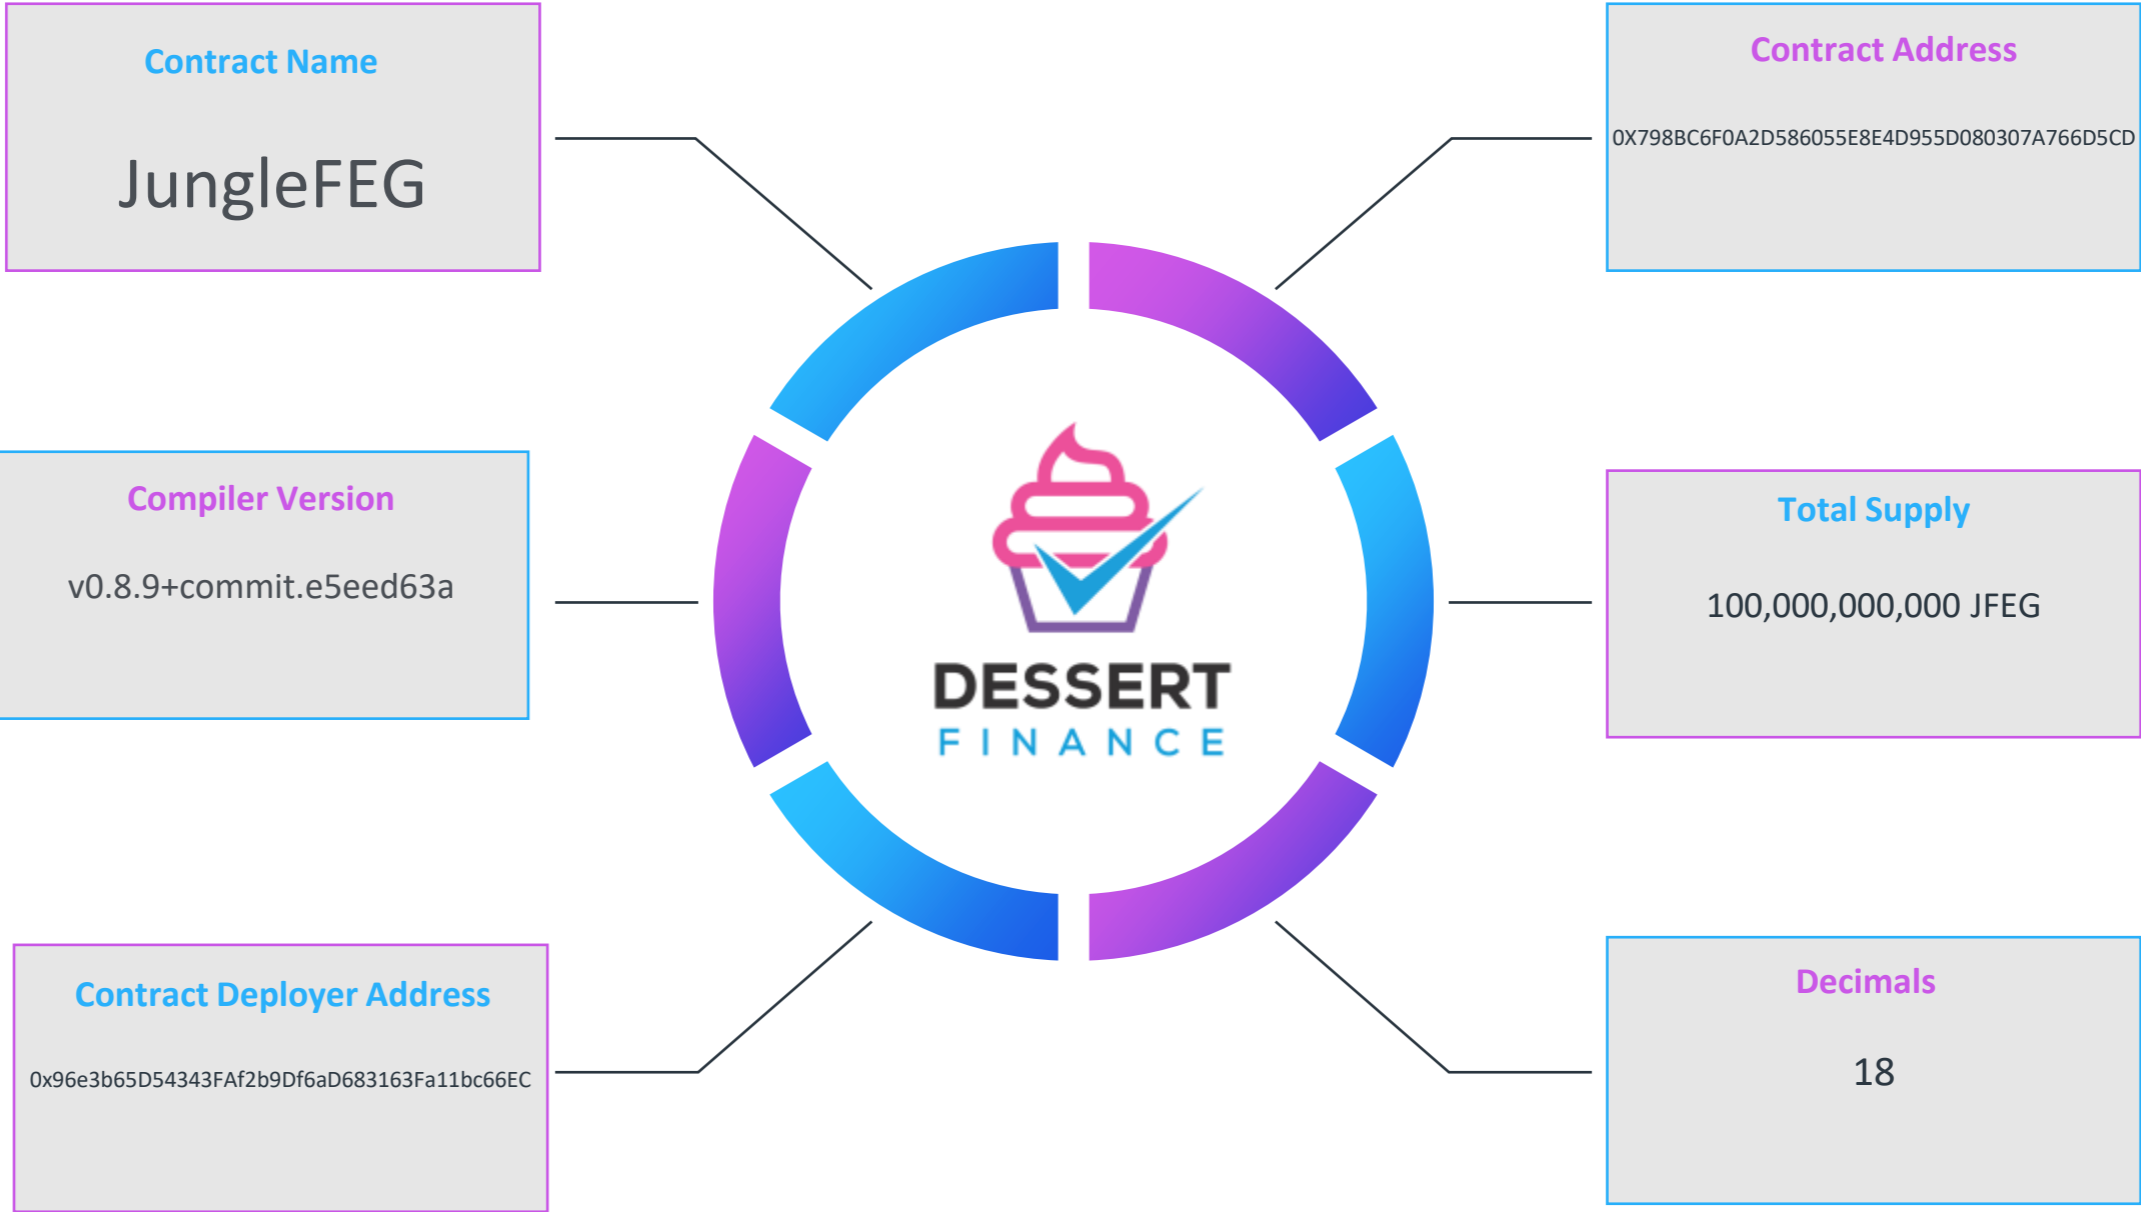 Contract Name
JungleFEG
Contract Address
0X798BC6F0A2D586055E8E4D955D080307A766D5CD
Compiler Version
v0.8.9+commit.e5eed63a
Total Supply
100,000,000,000 JFEG
DESSERT
FINANCE
Contract Deployer Address
0x96e3b65D54343FAf2b9Df6aD683163Fa11bc66EC
Decimals
18